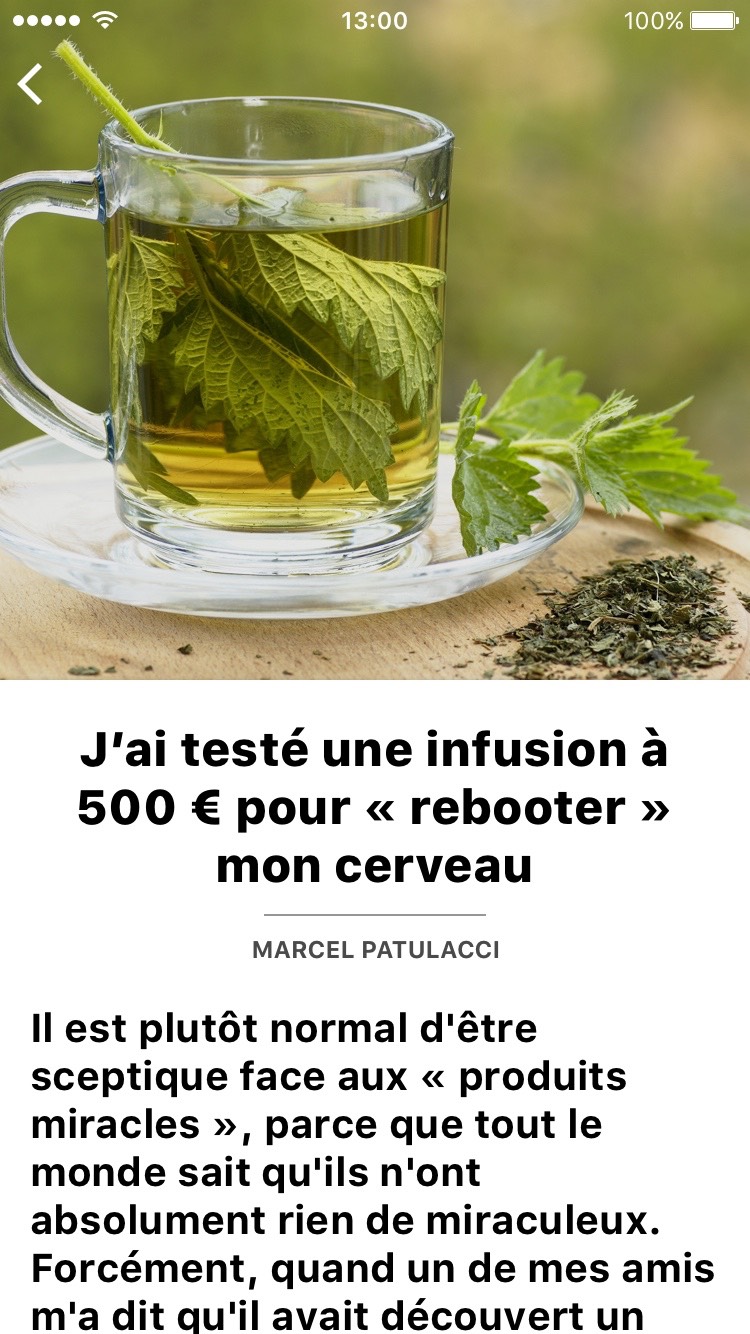 13:00
100%
J’ai testé une infusion à
500 € pour « rebooter »
mon cerveau
MARCEL PATULACCI
Il est plutôt normal d'être
sceptique face aux « produits
miracles », parce que tout le
monde sait qu'ils n'ont
absolument rien de miraculeux.
Forcément, quand un de mes amis
m'a dit qu'il avait découvert un